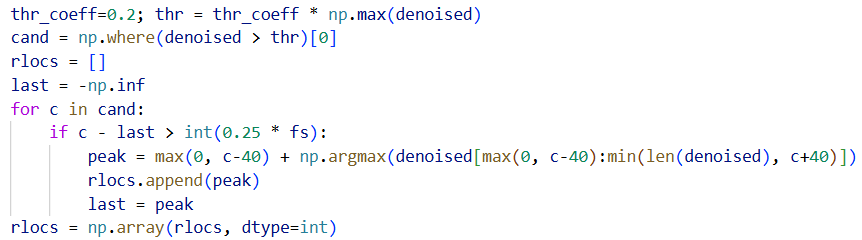 thr_coeff=0.2; thr = thr_coeff * np.max(denoised)
cand = np.where(denoised > thr)[0]
rlocs = []
last = -np.inf
for c in cand:
    if c - last > int(0.25 * fs):
        peak = max(0, c-40) + np.argmax(denoised[max(0, c-40):min(len(denoised), c+40)])
        rlocs.append(peak)
        last = peak
rlocs = np.array(rlocs, dtype=int)